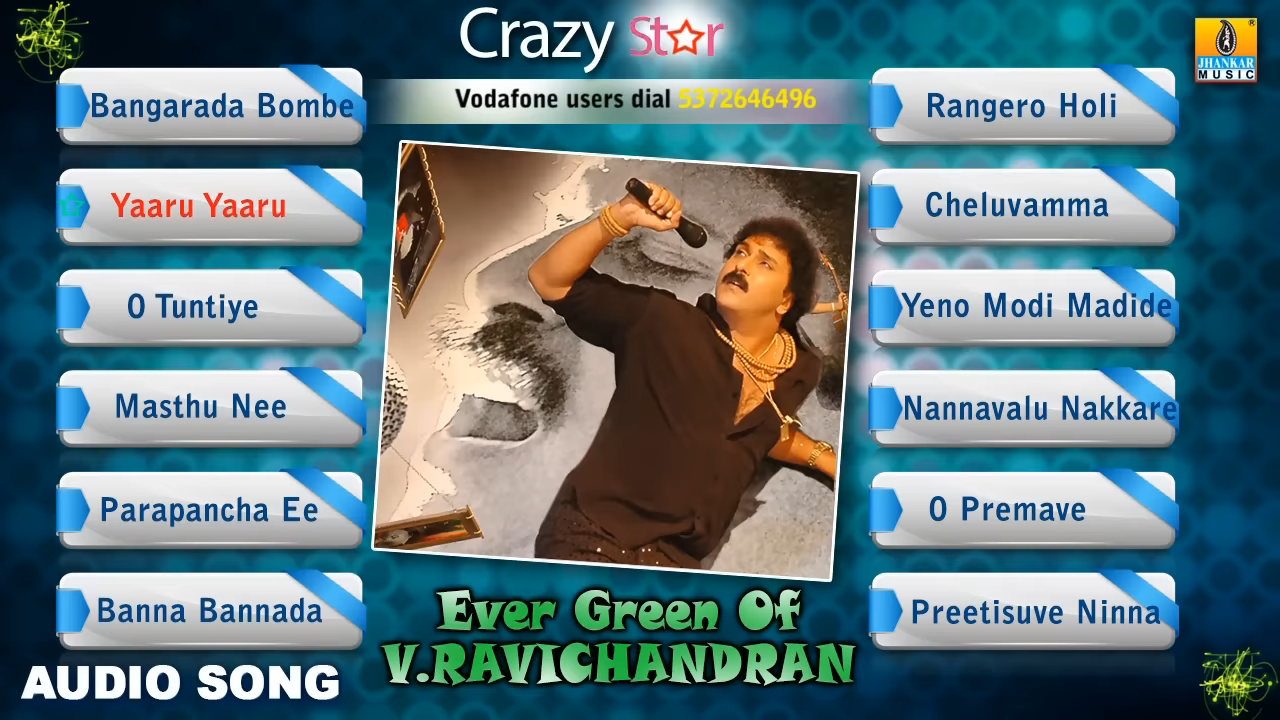 Crazy Star
JHANKAR
MUSIC
Vodafone users dial 5372646496
Bangarada Bombe
Yaaru Yaaru
O Tuntiye
Masthu Nee
Parapancha Ee
Banna Bannada
Rangero Holi
Cheluvamma
Yeno Modi Madide
Nannavalu Nakkare
O Premave
Preetisuve Ninna
Ever Green Of
V.RAVICHANDRAN
AUDIO SONG